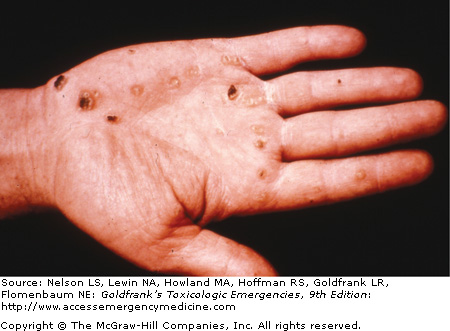 Source: Nelson LS, Lewin NA, Howland MA, Hoffman RS, Goldfrank LR,
Flomenbaum NE: Goldfrank's Toxicologic Emergencies, 9th Edition:
http://www.accessemergencymedicine.com
Copyright © The McGraw-Hill Companies, Inc. All rights reserved.